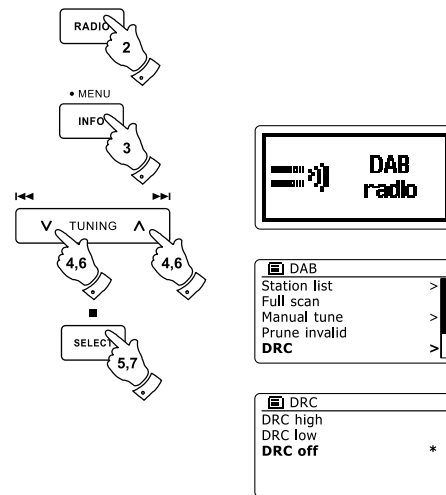 RADIO
2
• MENU
INFO
3
TUNING
4,6
4,6
SELECT
5,7
DAB
radio
DAB
Station list >
Full scan
Manual tune >
Prune invalid
DRC >
DRC
DRC high
DRC low
DRC off *